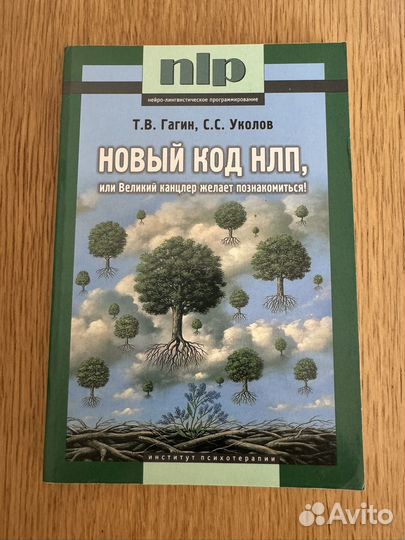 nlp
нейро-лингвистическое программирование
Т.В. Гагин, С.С. Уколов
НОВЫЙ КОД НЛП,
или Великий канцлер желает познакомиться!
ИНСТИТУТ ПСИХОТЕРАПИИ
Avito